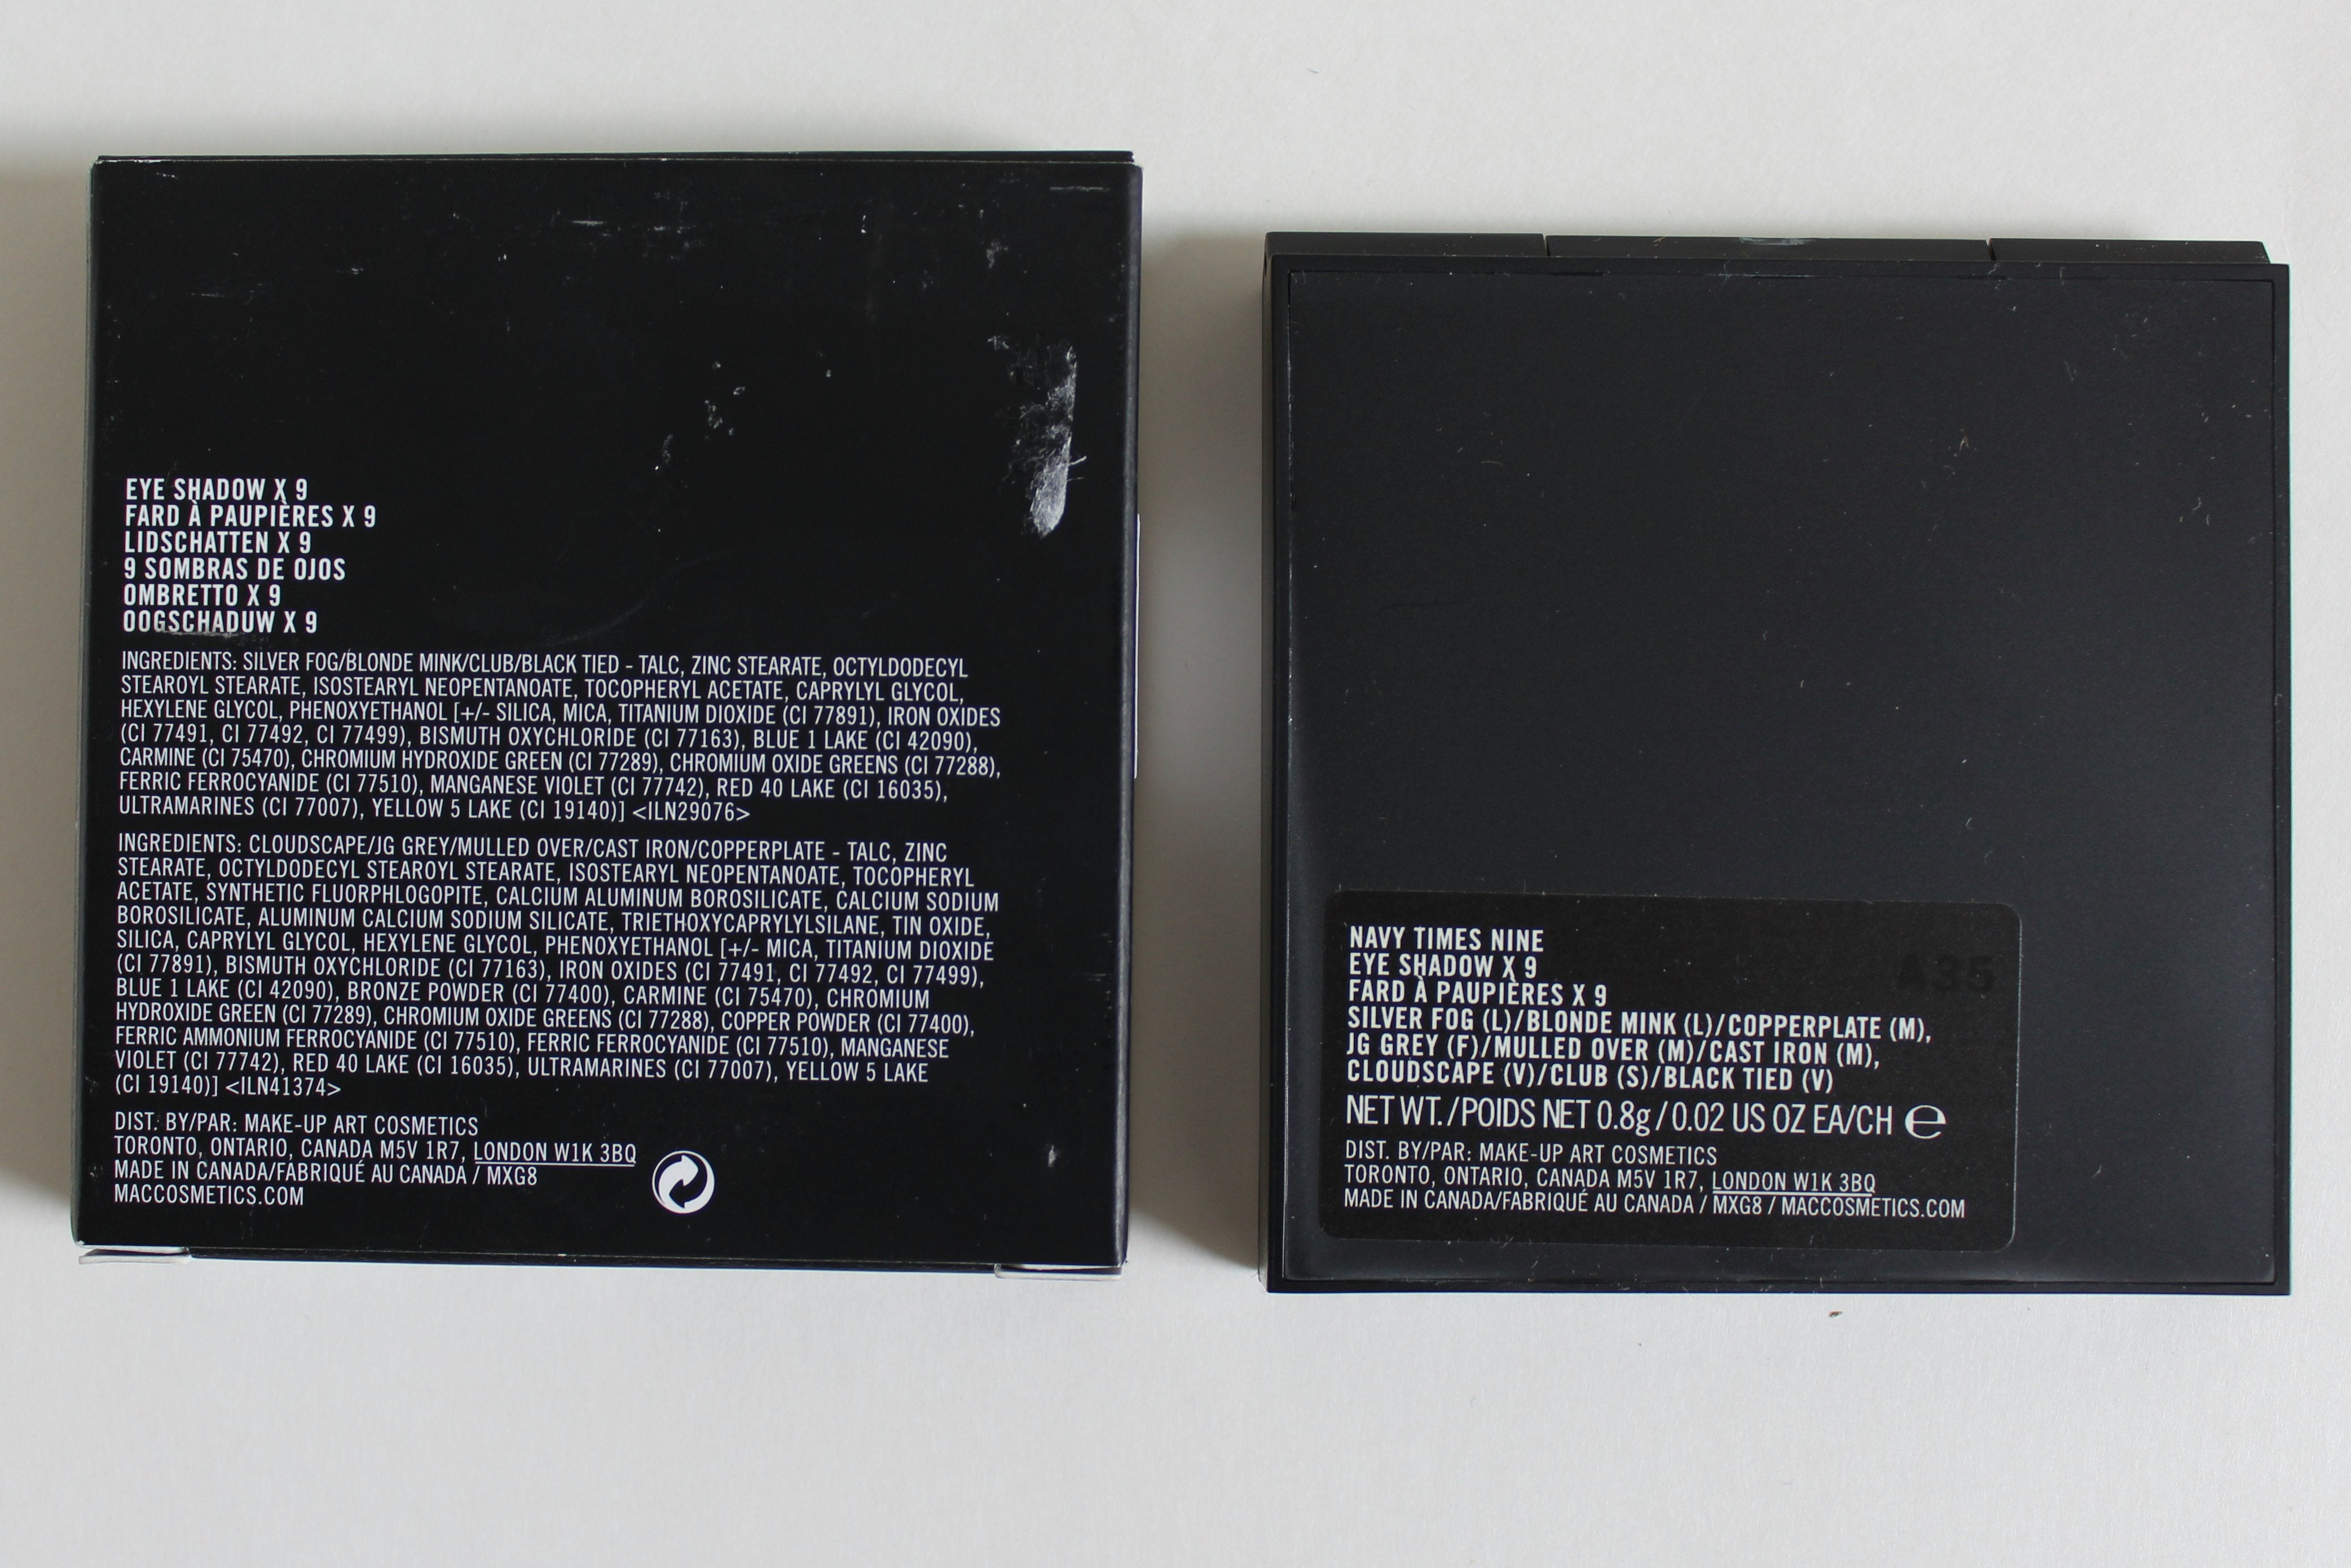 EYE SHADOW X 9
FARD À PAUPIÈRES X 9
LIDSCHATTEN X 9
9 SOMBRAS DE OJOS
OMBRETTO X 9
OOGSCHADUW X 9
INGREDIENTS: SILVER FOG/BLONDE MINK/CLUB/BLACK TIED - TALC, ZINC STEARATE, OCTYLDODECYL
STEAROYL STEARATE, ISOSTEARYL NEOPENTANOATE, TOCOPHERYL ACETATE, CAPRYLYL GLYCOL,
HEXYLENE GLYCOL, PHENOXYETHANOL [+/- SILICA, MICA, TITANIUM DIOXIDE (CI 77891), IRON OXIDES
(CI 77491, CI 77492, CI 77499), BISMUTH OXYCHLORIDE (CI 77163), BLUE 1 LAKE (CI 42090),
CARMINE (CI 75470), CHROMIUM HYDROXIDE GREEN (CI 77289), CHROMIUM OXIDE GREENS (CI 77288),
FERRIC FERROCYANIDE (CI 77510), MANGANESE VIOLET (CI 77742), RED 40 LAKE (CI 16035),
ULTRAMARINES (CI 77007), YELLOW 5 LAKE (CI 19140)] <ILN29076>
INGREDIENTS: CLOUDSCAPE/JG GREY/MULLED OVER/CAST IRON/COPPERPLATE - TALC, ZINC
STEARATE, OCTYLDODECYL STEAROYL STEARATE, ISOSTEARYL NEOPENTANOATE, TOCOPHERYL
ACETATE, SYNTHETIC FLUORPHLOGOPITE, CALCIUM ALUMINUM BOROSILICATE, CALCIUM SODIUM
BOROSILICATE, ALUMINUM CALCIUM SODIUM SILICATE, TRIETHOXYCAPRYLYLSILANE, TIN OXIDE,
SILICA, CAPRYLYL GLYCOL, HEXYLENE GLYCOL, PHENOXYETHANOL [+/- MICA, TITANIUM DIOXIDE
(CI 77891), BISMUTH OXYCHLORIDE (CI 77163), IRON OXIDES (CI 77491, CI 77492, CI 77499),
BLUE 1 LAKE (CI 42090), BRONZE POWDER (CI 77400), CARMINE (CI 75470), CHROMIUM
HYDROXIDE GREEN (CI 77289), CHROMIUM OXIDE GREENS (CI 77288), COPPER POWDER (CI 77400),
FERRIC AMMONIUM FERROCYANIDE (CI 77510), FERRIC FERROCYANIDE (CI 77510), MANGANESE
VIOLET (CI 77742), RED 40 LAKE (CI 16035), ULTRAMARINES (CI 77007), YELLOW 5 LAKE
(CI 19140)] <ILN41374>
DIST. BY/PAR: MAKE-UP ART COSMETICS
TORONTO, ONTARIO, CANADA M5V 1R7, LONDON W1K 3BQ
MADE IN CANADA/FABRIQUÉ AU CANADA / MXG8
MACCOSMETICS.COM
NAVY TIMES NINE
EYE SHADOW X 9
A35
FARD À PAUPIÈRES X 9
SILVER FOG (L)/BLONDE MINK (L)/COPPERPLATE (M),
JG GREY (F)/MULLED OVER (M)/CAST IRON (M),
CLOUDSCAPE (V)/CLUB (S)/BLACK TIED (V)
NET WT./POIDS NET 0.8g/0.02 US OZ EA/CH ℮
DIST. BY/PAR: MAKE-UP ART COSMETICS
TORONTO, ONTARIO, CANADA M5V 1R7, LONDON W1K 3BQ
MADE IN CANADA/FABRIQUÉ AU CANADA / MXG8 / MACCOSMETICS.COM